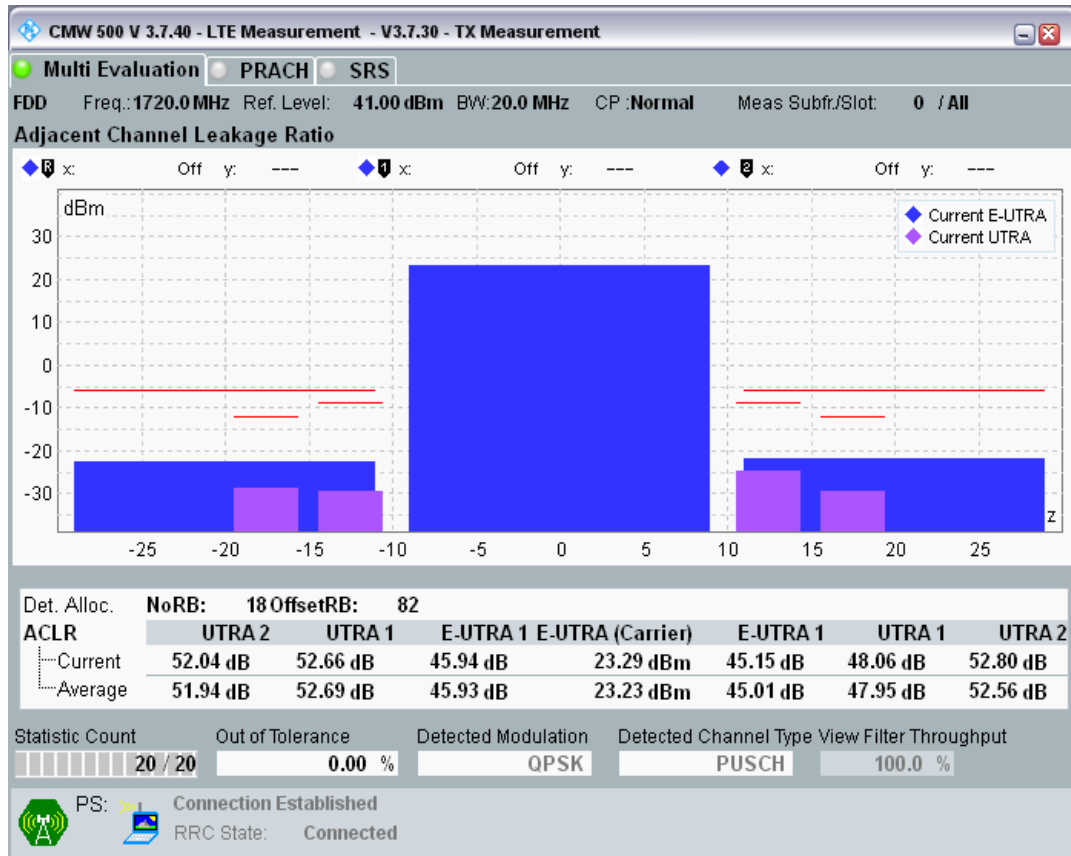 CMW 500 V 3.7.40 - LTE Measurement - V3.7.30 - TX Measurement
Multi Evaluation PRACH SRS
FDD Freq.: 1720.0 MHz Ref. Level: 41.00 dBm BW: 20.0 MHz CP : Normal Meas Subfr./Slot: 0 / All
Adjacent Channel Leakage Ratio
R x: Off y: --- 1 x: Off y: --- 2 x: Off y: ---
dBm
Current E-UTRA
Current UTRA
30
20
10
0
-10
-20
-30
z
-25 -20 -15 -10 -5 0 5 10 15 20 25
Det. Alloc. NoRB: 18 OffsetRB: 82
ACLR UTRA 2 UTRA 1 E-UTRA 1 E-UTRA (Carrier) E-UTRA 1 UTRA 1 UTRA 2
Current 52.04 dB 52.66 dB 45.94 dB 23.29 dBm 45.15 dB 48.06 dB 52.80 dB
Average 51.94 dB 52.69 dB 45.93 dB 23.23 dBm 45.01 dB 47.95 dB 52.56 dB
Statistic Count Out of Tolerance Detected Modulation Detected Channel Type View Filter Throughput
20 / 20 0.00 % QPSK PUSCH 100.0 %
PS: Connection Established
RRC State: Connected